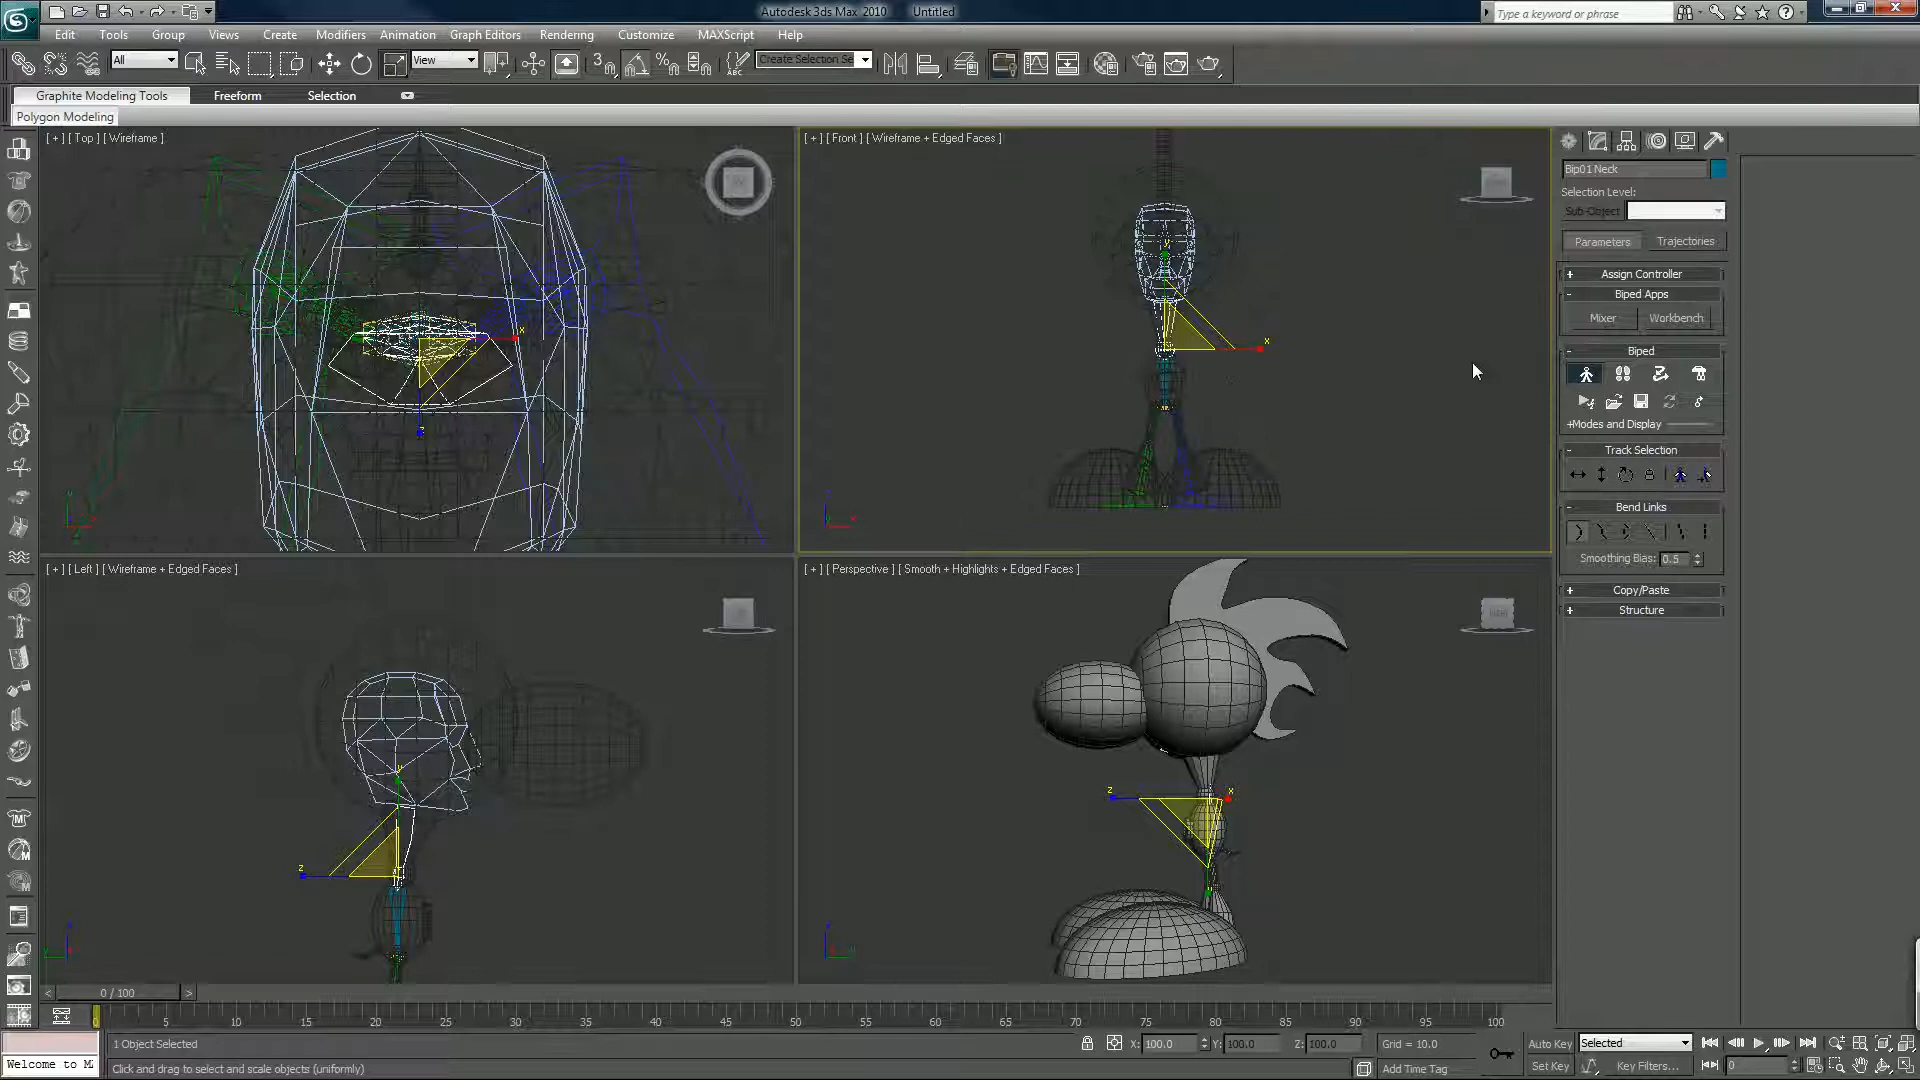 Autodesk 3ds Max 2010 Untitled
Type a keyword or phrase
Edit Tools Group Views Create Modifiers Animation Graph Editors Rendering Customize MAXScript Help
All View Create Selection Se
Graphite Modeling Tools Freeform Selection
Polygon Modeling
[ + ] [ Top ] [ Wireframe ]
[ + ] [ Front ] [ Wireframe + Edged Faces ]
Bip01 Neck
Selection Level:
Sub-Object
Parameters Trajectories
+ Assign Controller
- Biped Apps
Mixer Workbench
- Biped
+Modes and Display
- Track Selection
- Bend Links
Smoothing Bias: 0.5
+ Copy/Paste
+ Structure
[ + ] [ Left ] [ Wireframe + Edged Faces ]
[ + ] [ Perspective ] [ Smooth + Highlights + Edged Faces ]
< 0 / 100 >
0 5 10 15 20 25 30 35 40 45 50 55 60 65 70 75 80 85 90 95 100
1 Object Selected
X: 100.0 Y: 100.0 Z: 100.0 Grid = 10.0
Auto Key Selected
Welcome to M
Click and drag to select and scale objects (uniformly)
Add Time Tag
Set Key Key Filters... 0